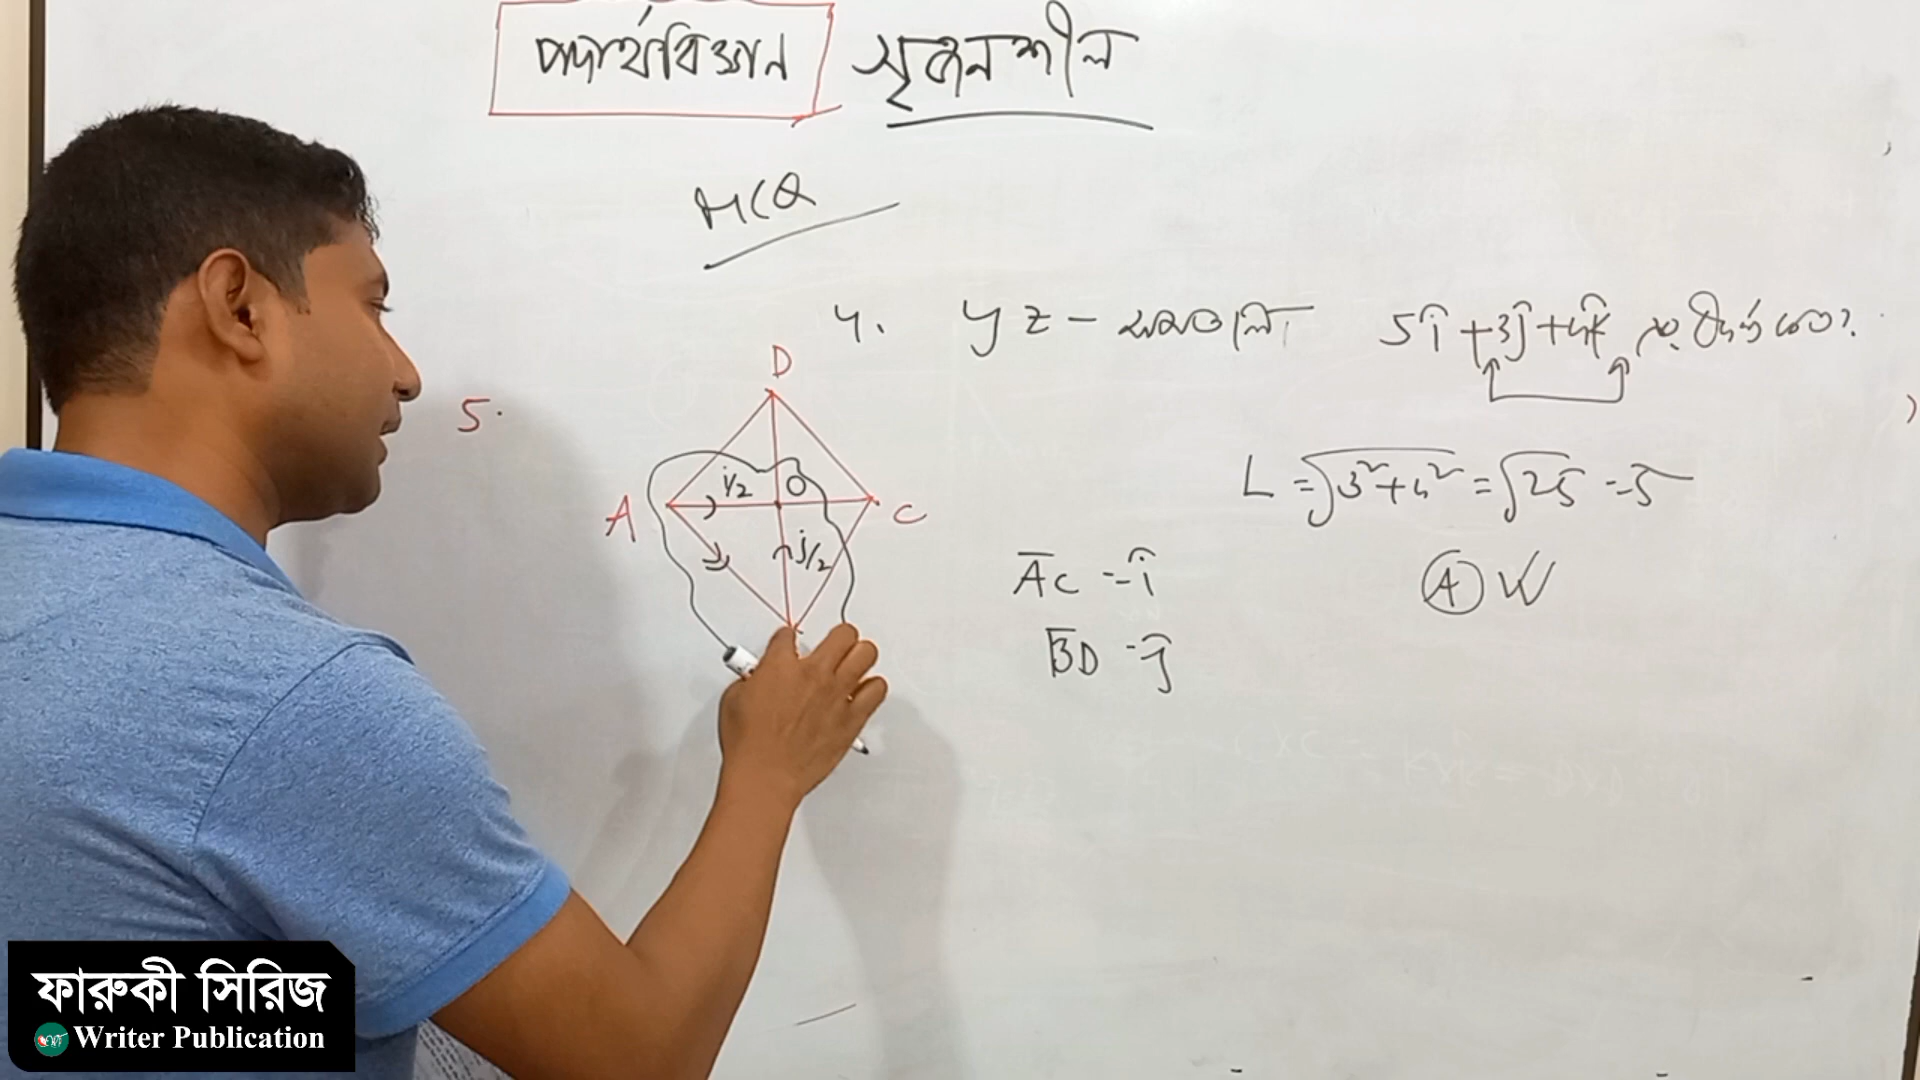 পদার্থবিজ্ঞান সৃজনশীল
MCQ
4. yz - সমতলে 5î + 3ĵ + 4k̂ এর দৈর্ঘ্য কত?
5.
D
A
i/2
O
C
j/2
L = √3² + 4² = √25 = 5
AC = î
BD = ĵ
A
ফারুকী সিরিজ
Writer Publication